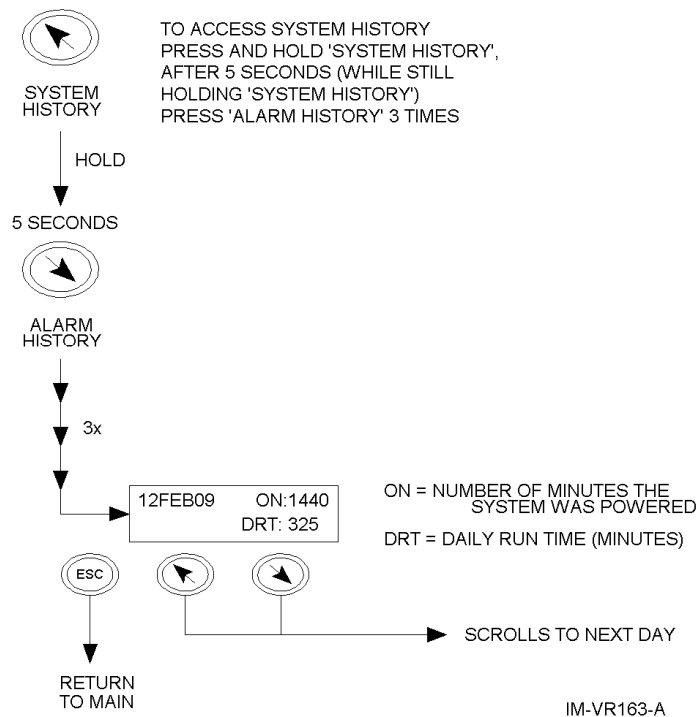 TO ACCESS SYSTEM HISTORY
PRESS AND HOLD 'SYSTEM HISTORY',
AFTER 5 SECONDS (WHILE STILL
HOLDING 'SYSTEM HISTORY')
PRESS 'ALARM HISTORY' 3 TIMES
SYSTEM
HISTORY
HOLD
5 SECONDS
ALARM
HISTORY
3x
12FEB09 ON:1440
DRT: 325
ON = NUMBER OF MINUTES THE
SYSTEM WAS POWERED
DRT = DAILY RUN TIME (MINUTES)
ESC
SCROLLS TO NEXT DAY
RETURN
TO MAIN
IM-VR163-A